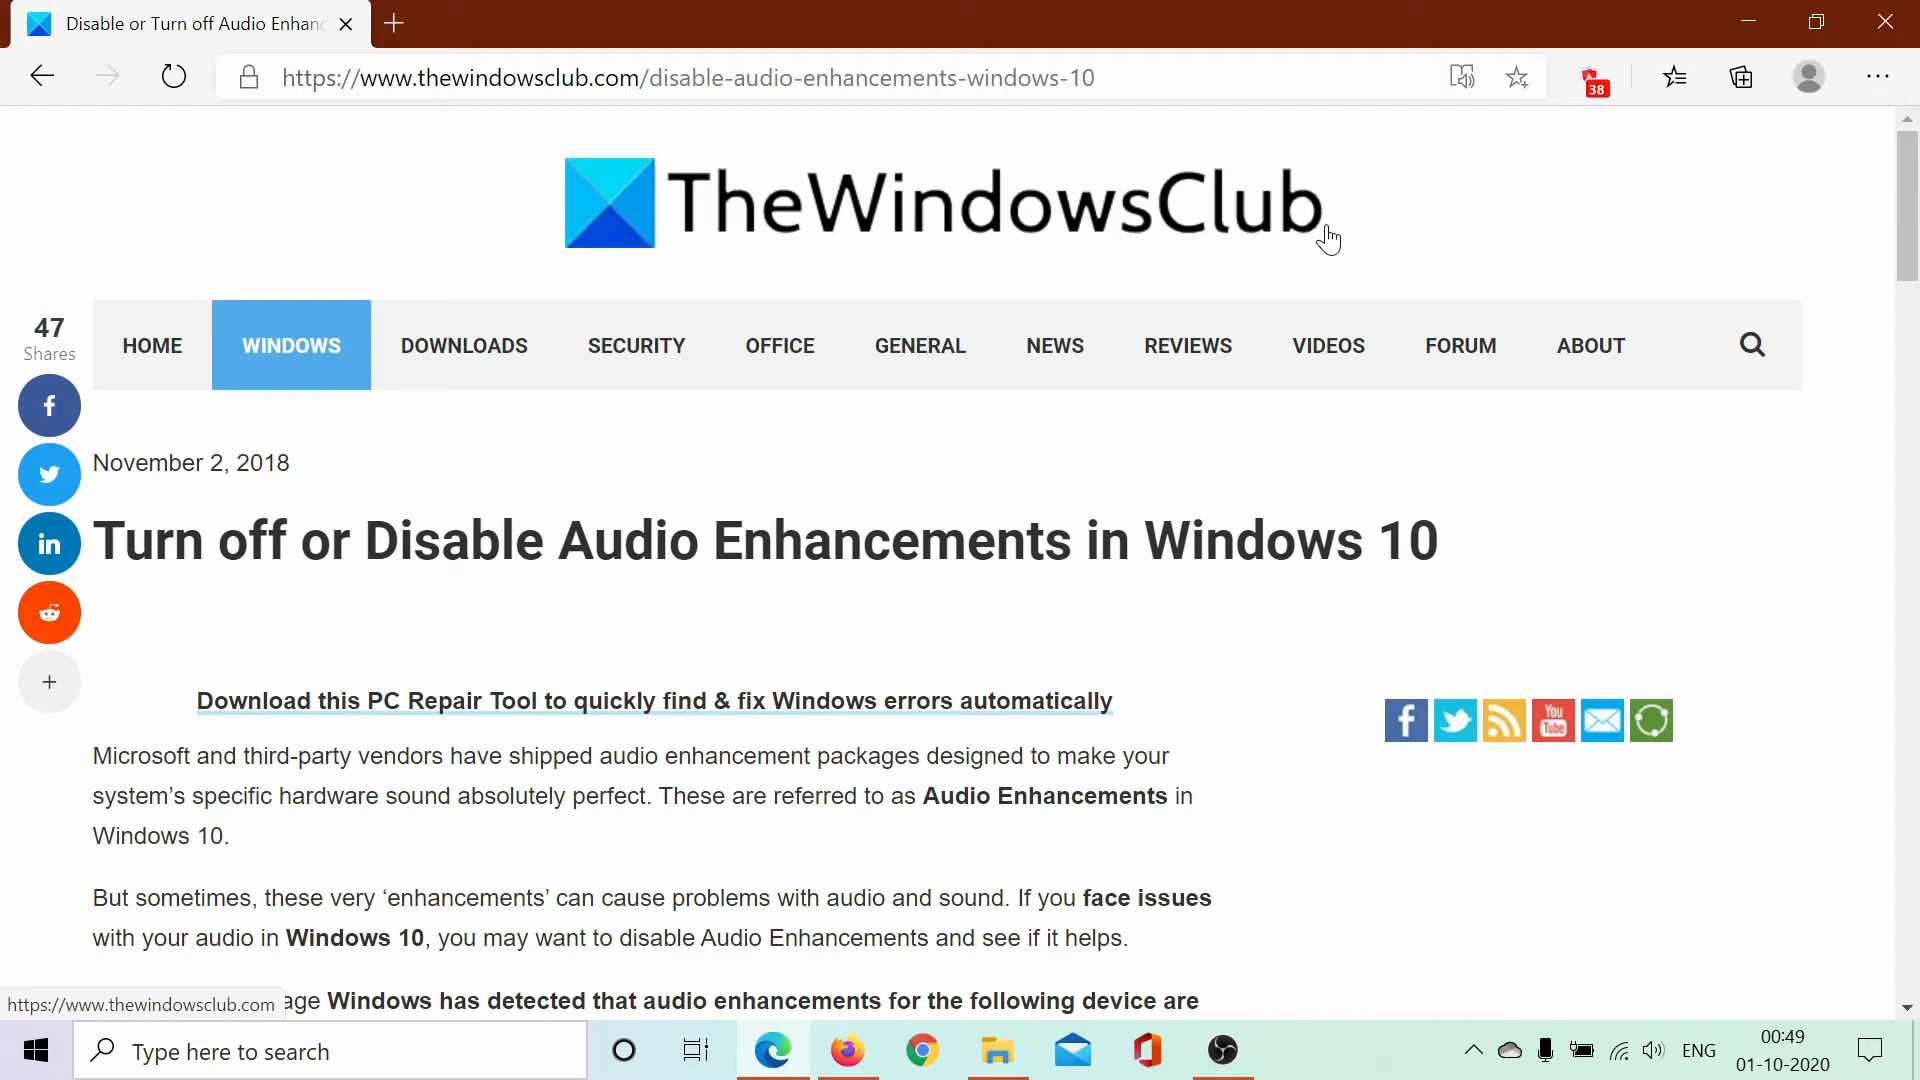 Disable or Turn off Audio Enhan
https://www.thewindowsclub.com/disable-audio-enhancements-windows-10
38
TheWindowsClub
47
Shares
HOME WINDOWS DOWNLOADS SECURITY OFFICE GENERAL NEWS REVIEWS VIDEOS FORUM ABOUT
November 2, 2018
Turn off or Disable Audio Enhancements in Windows 10
Download this PC Repair Tool to quickly find & fix Windows errors automatically
You Tube
Microsoft and third-party vendors have shipped audio enhancement packages designed to make your
system’s specific hardware sound absolutely perfect. These are referred to as Audio Enhancements in
Windows 10.
But sometimes, these very ‘enhancements’ can cause problems with audio and sound. If you face issues
with your audio in Windows 10, you may want to disable Audio Enhancements and see if it helps.
https://www.thewindowsclub.com age Windows has detected that audio enhancements for the following device are
Type here to search
ENG
00:49
01-10-2020